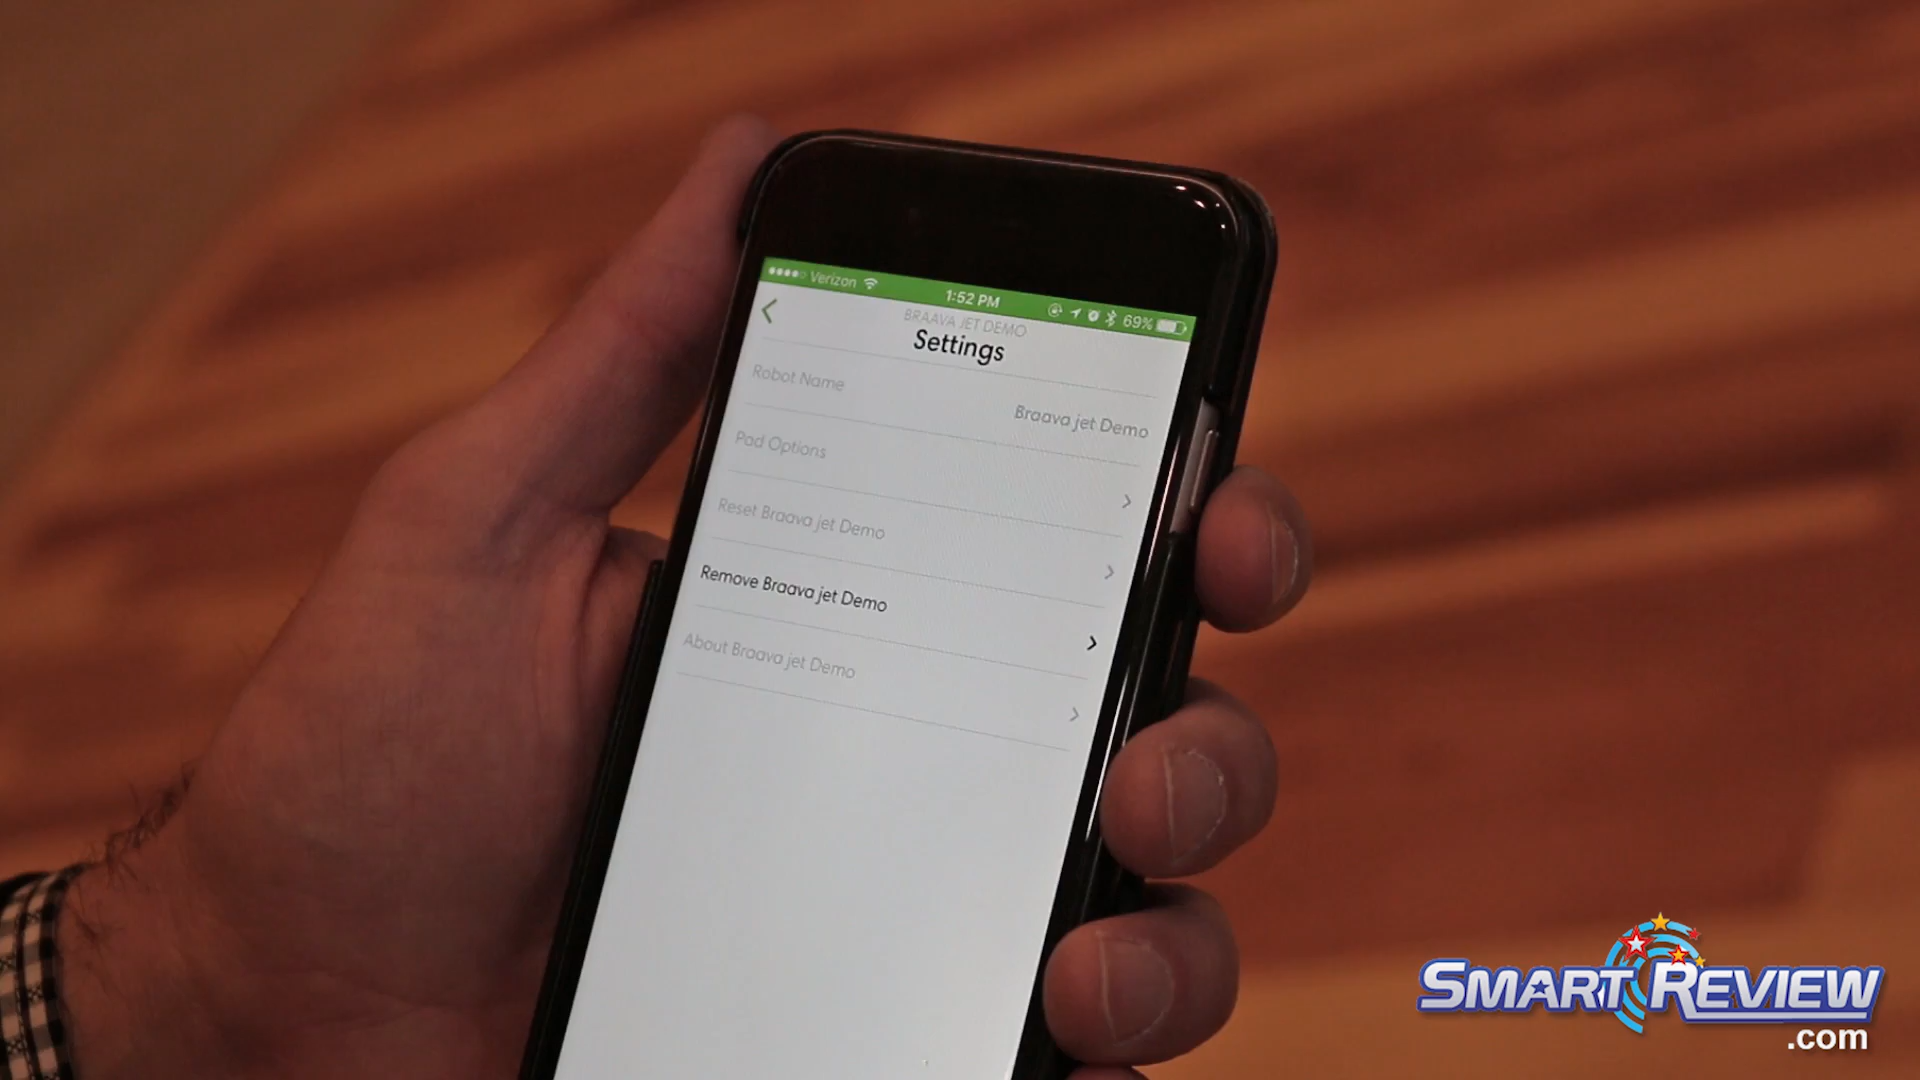 Verizon 1:52 PM 69%
BRAAVA JET DEMO
Settings
Robot Name
Braava jet Demo
Pad Options
Reset Braava jet Demo
Remove Braava jet Demo
About Braava jet Demo
SMART REVIEW
.com